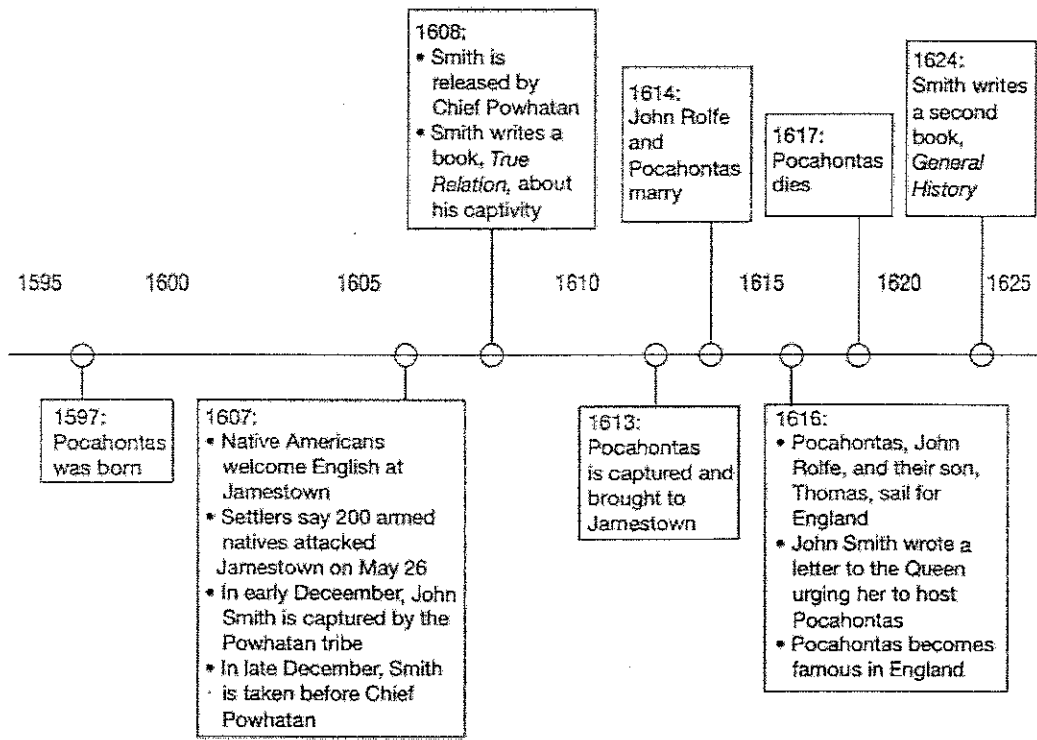 1608:
• Smith is
released by
Chief Powhatan
• Smith writes a
book, True
Relation, about
his captivity
1614:
John Rolfe
and
Pocahontas
marry
1617:
Pocahontas
dies
1624:
Smith writes
a second
book,
General
History
1595 1600 1605 1610 1615 1620 1625
1597:
Pocahontas
was born
1607:
• Native Americans
welcome English at
Jamestown
• Settlers say 200 armed
natives attacked
Jamestown on May 26
• In early Deceember, John
Smith is captured by the
Powhatan tribe
• In late December, Smith
is taken before Chief
Powhatan
1613:
Pocahontas
is captured and
brought to
Jamestown
1616:
• Pocahontas, John
Rolfe, and their son,
Thomas, sail for
England
• John Smith wrote a
letter to the Queen
urging her to host
Pocahontas
• Pocahontas becomes
famous in England